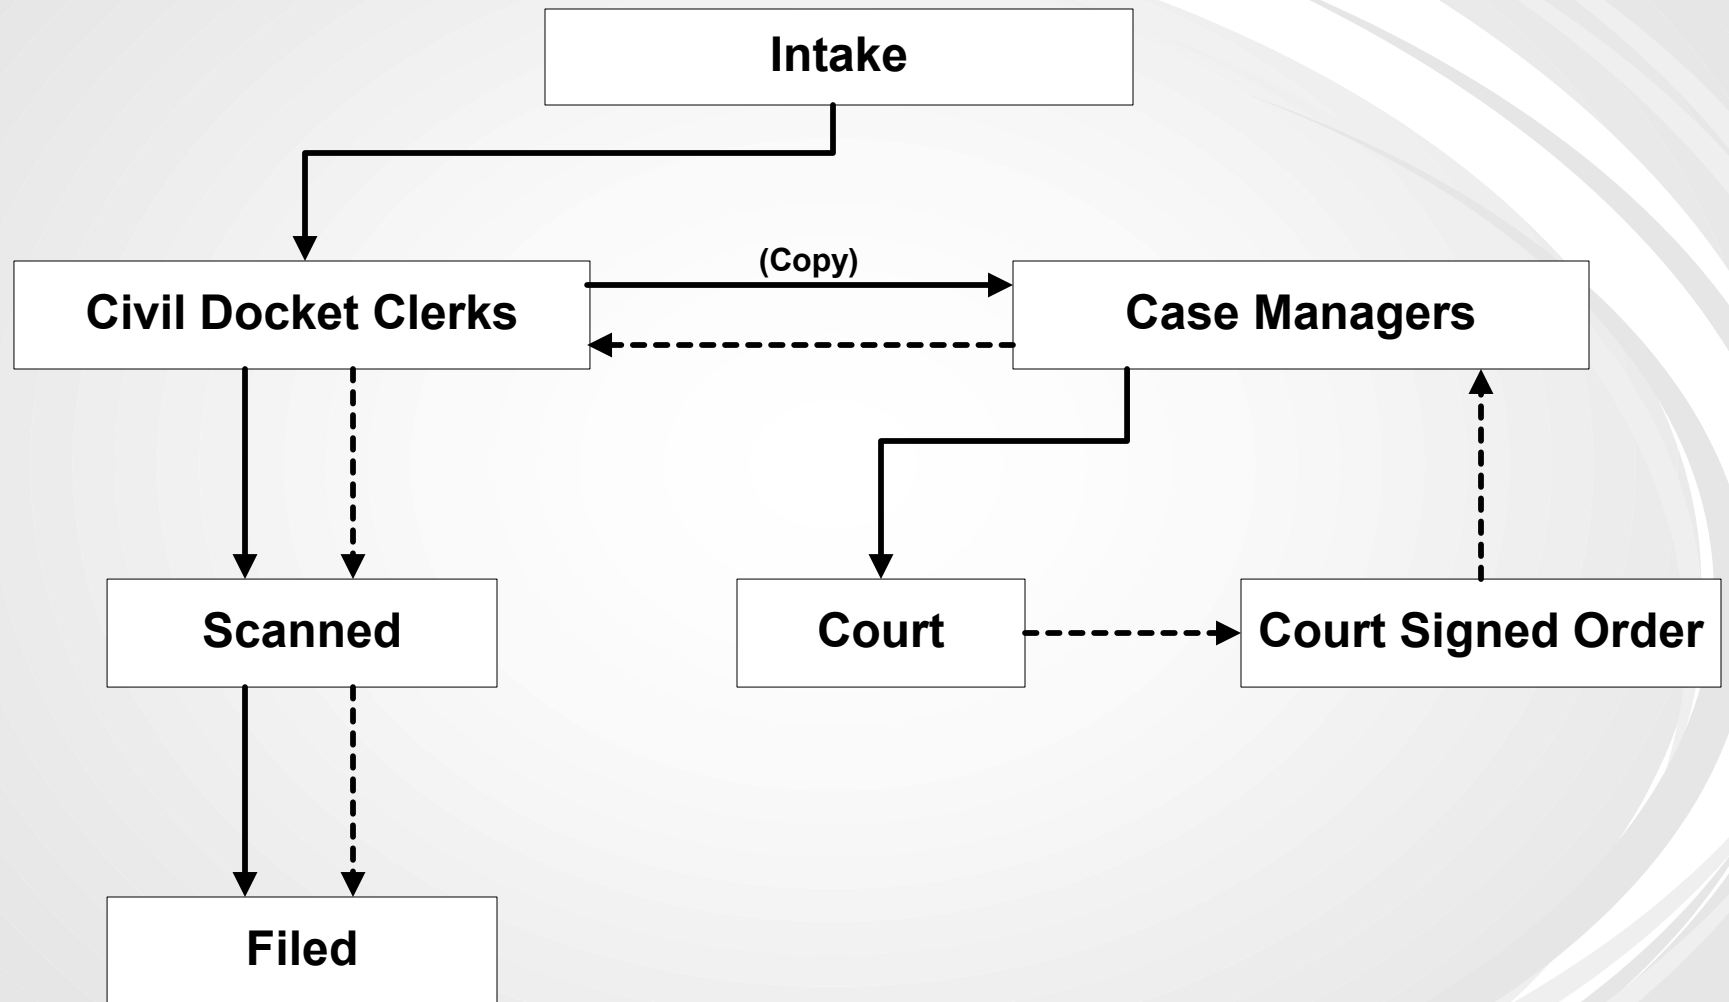 Intake
(Copy)
Civil Docket Clerks
Case Managers
Scanned
Court
Court Signed Order
Filed